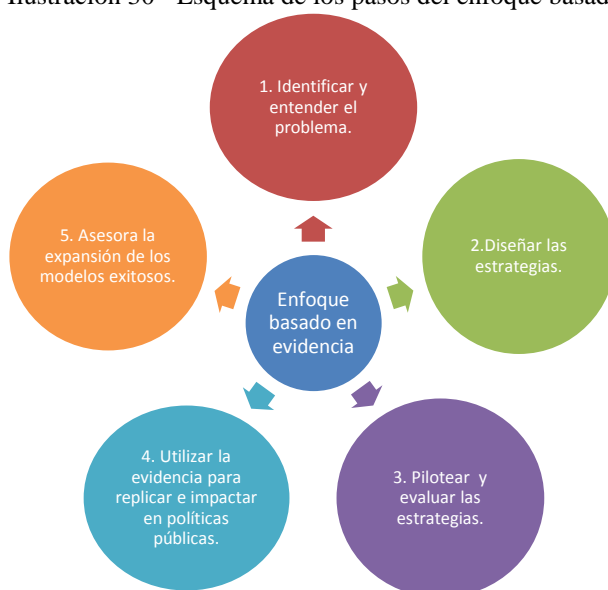 Ilustración 30 Esquema de los pasos del enfoque basad
1. Identificar y
entender el
problema.
2.Diseñar las
estrategias.
3. Pilotear y
evaluar las
estrategias.
4. Utilizar la
evidencia para
replicar e impactar
en políticas
públicas.
5. Asesora la
expansión de los
modelos exitosos.
Enfoque
basado en
evidencia